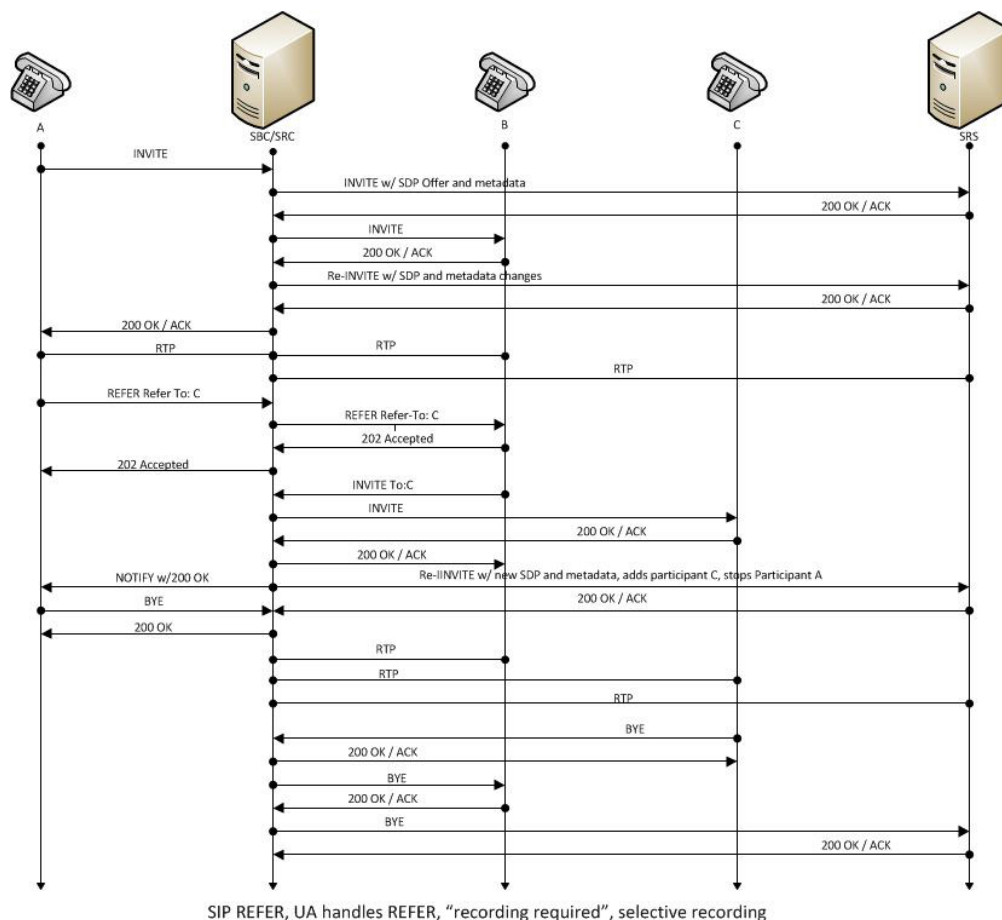 A
SBC/SRC
B
C
SRS
INVITE
INVITE w/ SDP Offer and metadata
200 OK / ACK
INVITE
200 OK / ACK
Re-INVITE w/ SDP and metadata changes
200 OK / ACK
200 OK / ACK
RTP
RTP
RTP
REFER Refer To: C
REFER Refer-To: C
202 Accepted
202 Accepted
INVITE To:C
INVITE
200 OK / ACK
200 OK / ACK
NOTIFY w/200 OK
Re-IINVITE w/ new SDP and metadata, adds participant C, stops Participant A
BYE
200 OK / ACK
200 OK
RTP
RTP
RTP
BYE
200 OK / ACK
BYE
200 OK / ACK
BYE
200 OK / ACK
SIP REFER, UA handles REFER, “recording required”, selective recording